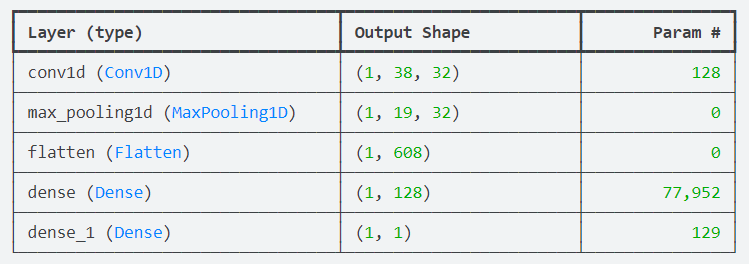 Layer (type) Output Shape Param #
conv1d (Conv1D) (1, 38, 32) 128
max_pooling1d (MaxPooling1D) (1, 19, 32) 0
flatten (Flatten) (1, 608) 0
dense (Dense) (1, 128) 77,952
dense_1 (Dense) (1, 1) 129